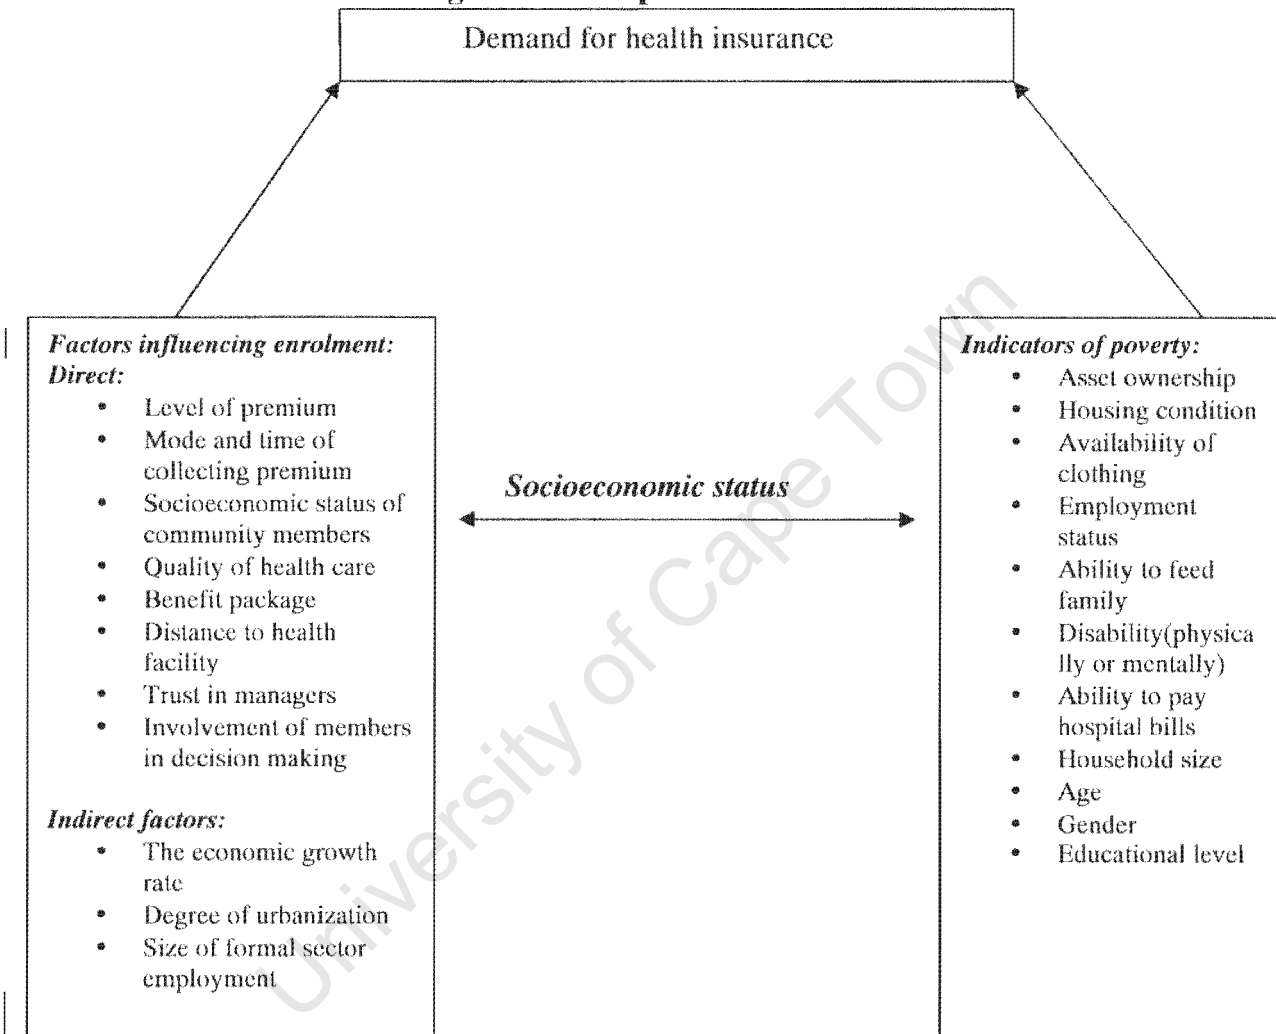 Demand for health insurance
Factors influencing enrolment:
Direct:
• Level of premium
• Mode and time of
collecting premium
• Socioeconomic status of
community members
• Quality of health care
• Benefit package
• Distance to health
facility
• Trust in managers
• Involvement of members
in decision making
Indirect factors:
• The economic growth
rate
• Degree of urbanization
• Size of formal sector
employment
Socioeconomic status
Indicators of poverty:
• Asset ownership
• Housing condition
• Availability of
clothing
• Employment
status
• Ability to feed
family
• Disability(physica
lly or mentally)
• Ability to pay
hospital bills
• Household size
• Age
• Gender
• Educational level
University of Cape Town